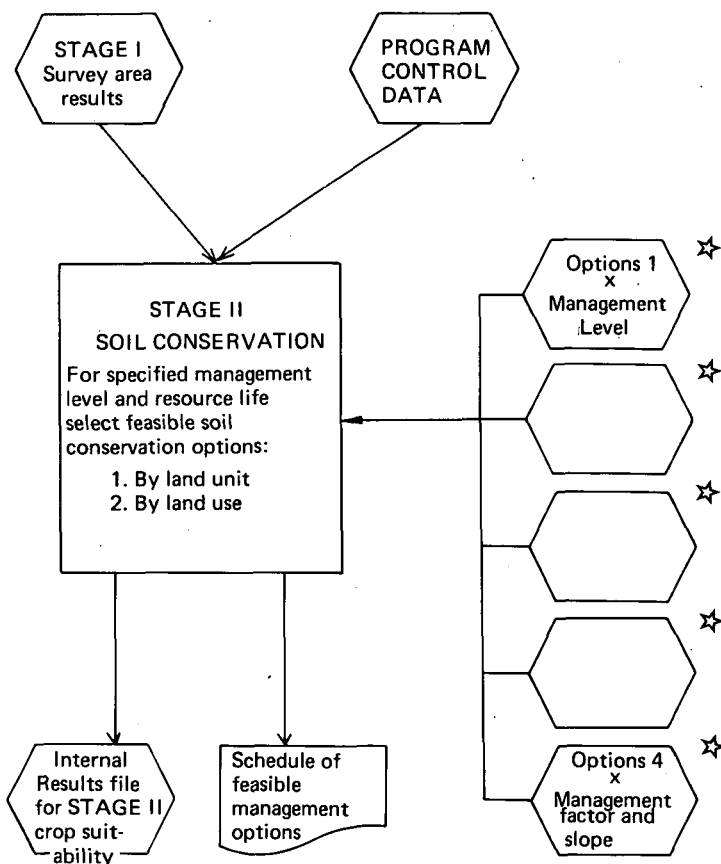 STAGE I
Survey area
results
PROGRAM
CONTROL
DATA
STAGE II
SOIL CONSERVATION
For specified management
level and resource life
select feasible soil
conservation options:
1. By land unit
2. By land use
Options 1
x
Management
Level
Options 4
x
Management
factor and
slope
Internal
Results file
for STAGE II
crop suit-
ability
Schedule of
feasible
management
options